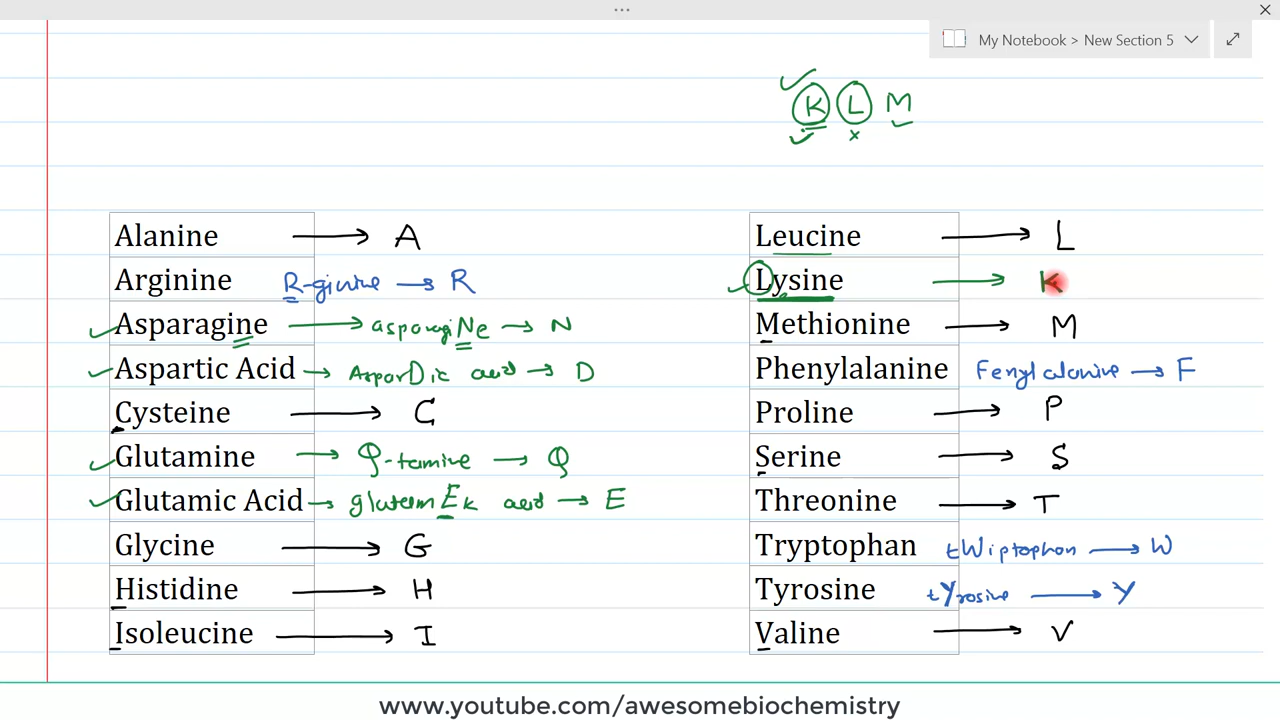 My Notebook > New Section 5
K L M
Alanine → A
Arginine R-ginine → R
Asparagine → asparagiNe → N
Aspartic Acid → AsparDic acid → D
Cysteine → C
Glutamine → Q-tamine → Q
Glutamic Acid → glutamEk acid → E
Glycine → G
Histidine → H
Isoleucine → I
Leucine → L
Lysine → K
Methionine → M
Phenylalanine Fenylalanine → F
Proline → P
Serine → S
Threonine → T
Tryptophan tWiptophan → W
Tyrosine tYrosine → Y
Valine → V
www.youtube.com/awesomebiochemistry